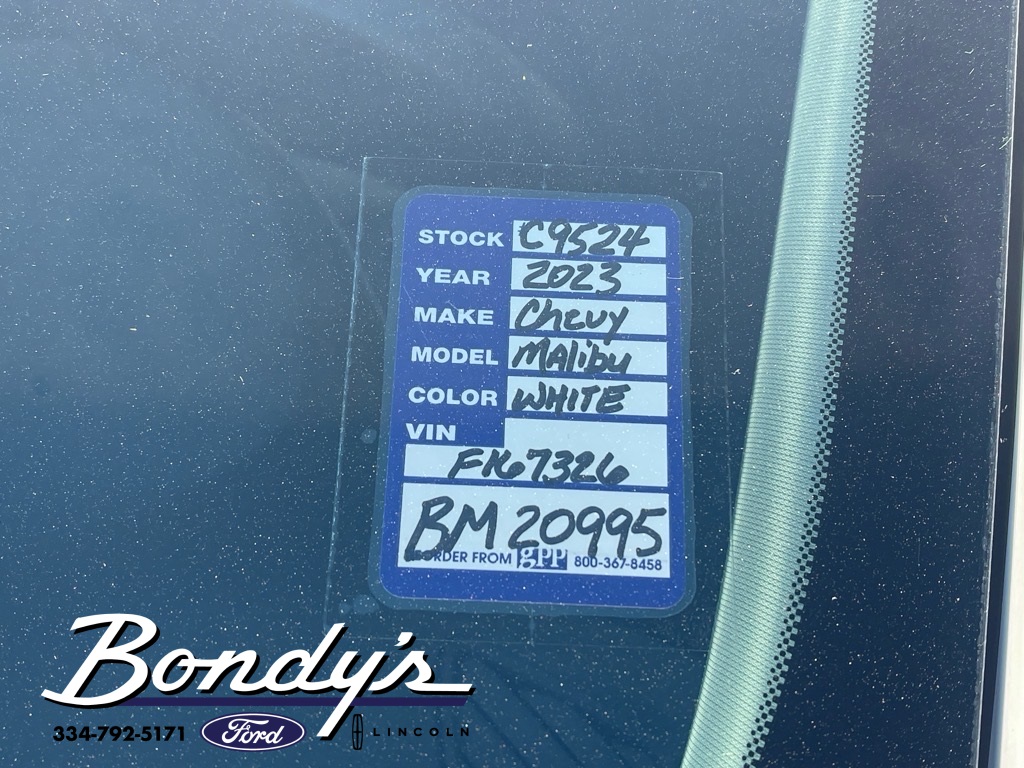 STOCK C9524
YEAR 2023
MAKE Chevy
MODEL Malibu
COLOR WHITE
VIN
F167326
BM 20995
REORDER FROM gpp 800-367-8458
Bondy's
334-792-5171 Ford LINCOLN